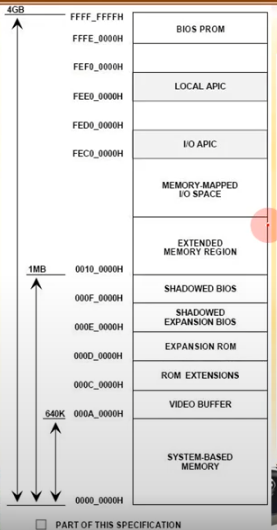 4GB
FFFF_FFFFH
BIOS PROM
FFFE_0000H
FEF0_0000H
LOCAL APIC
FEE0_0000H
FED0_0000H
I/O APIC
FEC0_0000H
MEMORY-MAPPED
I/O SPACE
EXTENDED
MEMORY REGION
1MB
0010_0000H
SHADOWED BIOS
000F_0000H
SHADOWED
EXPANSION BIOS
000E_0000H
EXPANSION ROM
000D_0000H
ROM EXTENSIONS
000C_0000H
VIDEO BUFFER
640K
000A_0000H
SYSTEM-BASED
MEMORY
0000_0000H
PART OF THIS SPECIFICATION